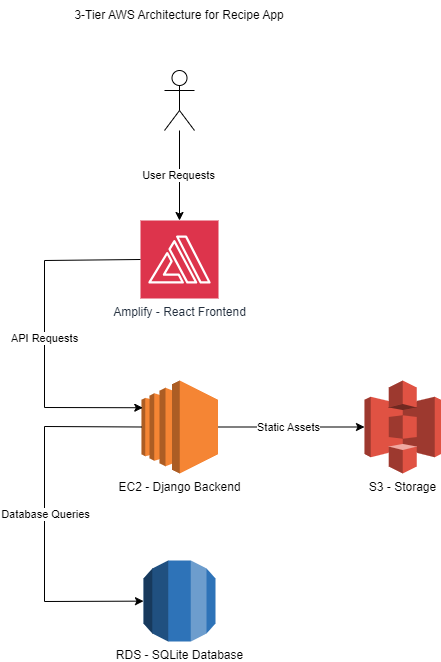 3-Tier AWS Architecture for Recipe App
User Requests
Amplify - React Frontend
API Requests
EC2 - Django Backend
Static Assets
S3 - Storage
Database Queries
RDS - SQLite Database